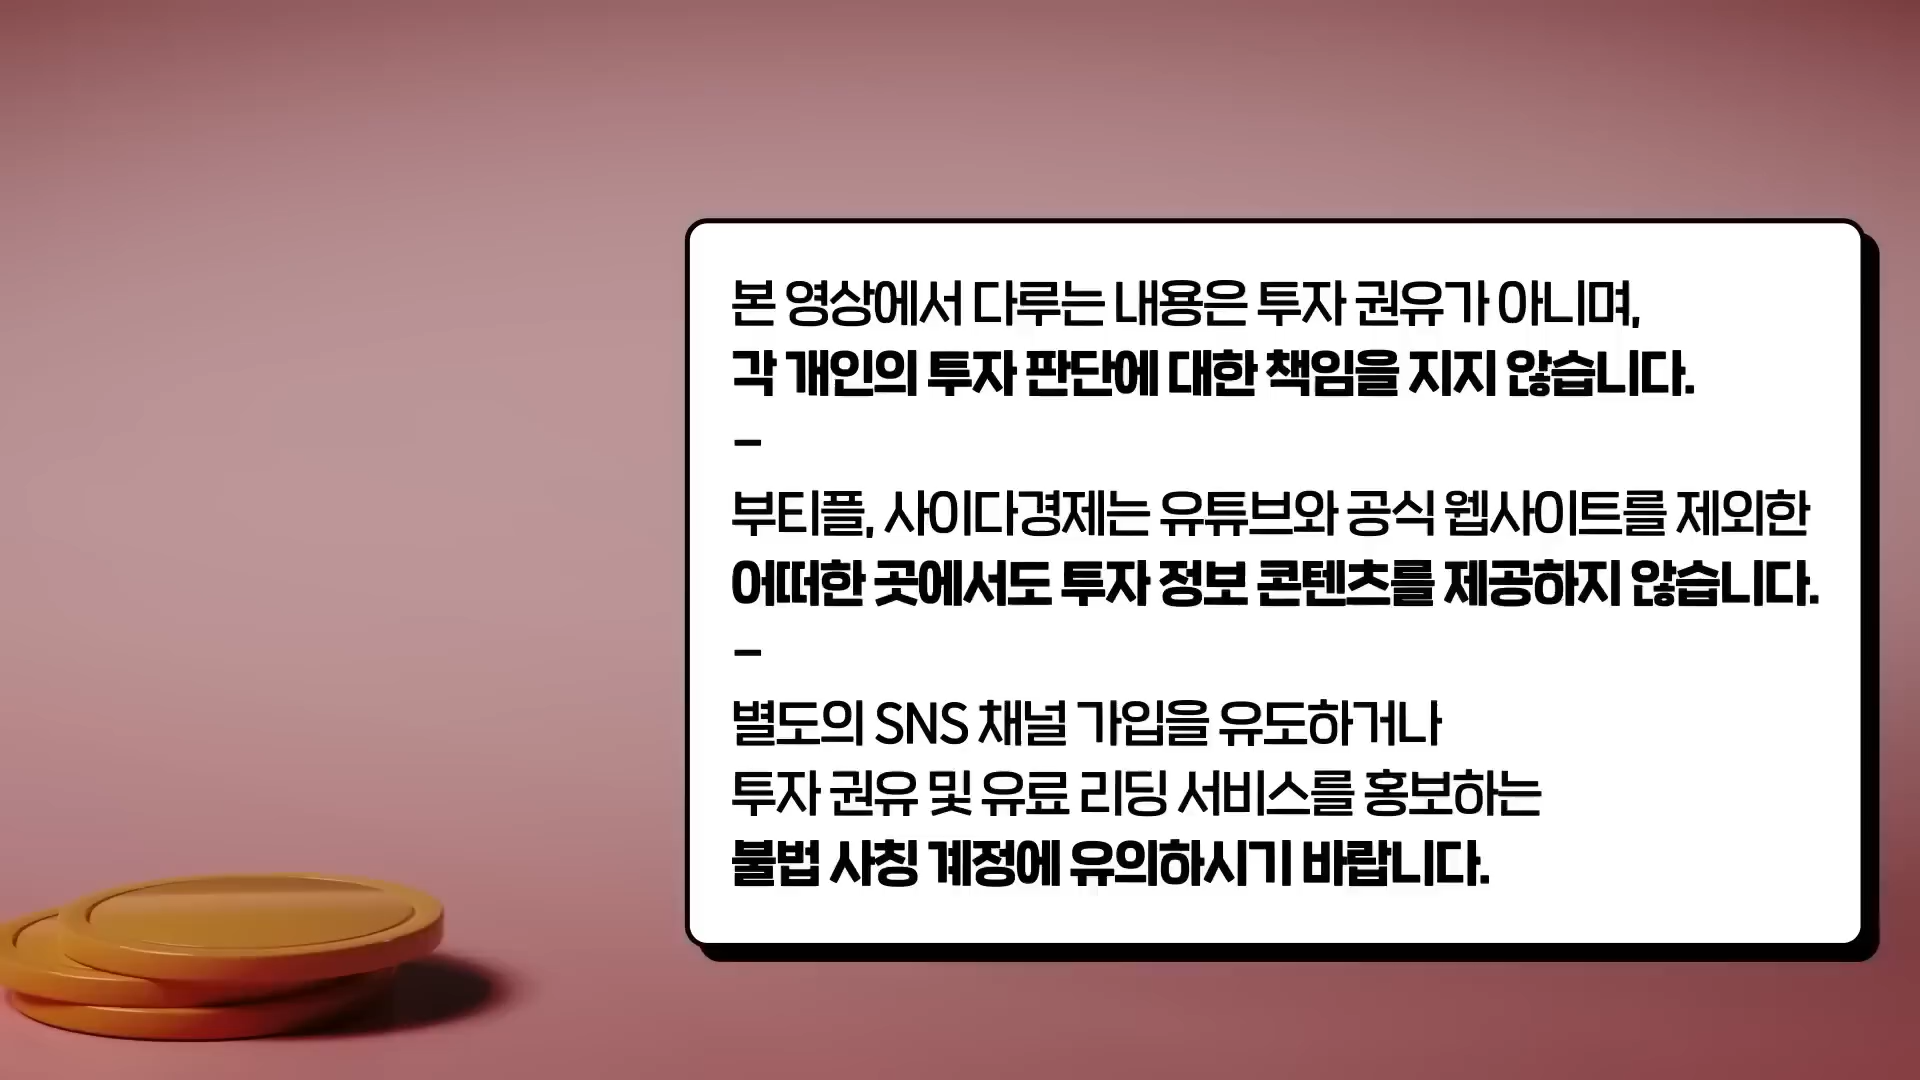 본 영상에서 다루는 내용은 투자 권유가 아니며,
각 개인의 투자 판단에 대한 책임을 지지 않습니다.
–
부티플, 사이다경제는 유튜브와 공식 웹사이트를 제외한
어떠한 곳에서도 투자 정보 콘텐츠를 제공하지 않습니다.
–
별도의 SNS 채널 가입을 유도하거나
투자 권유 및 유료 리딩 서비스를 홍보하는
불법 사칭 계정에 유의하시기 바랍니다.